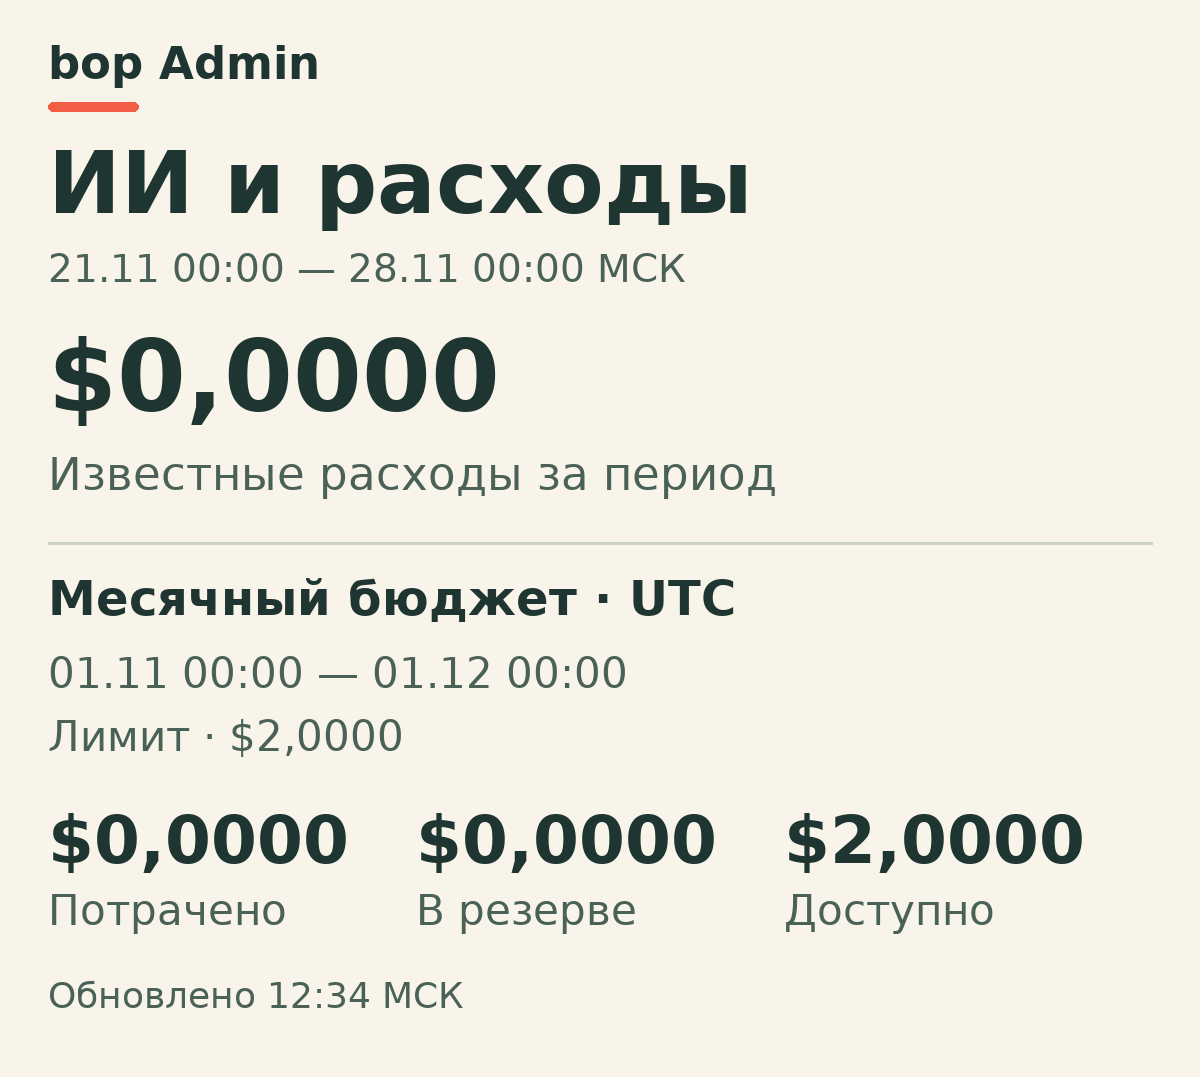 bop Admin
ИИ и расходы
21.11 00:00 — 28.11 00:00 МСК
$0,0000
Известные расходы за период
Месячный бюджет · UTC
01.11 00:00 — 01.12 00:00
Лимит · $2,0000
$0,0000 $0,0000 $2,0000
Потрачено В резерве Доступно
Обновлено 12:34 МСК